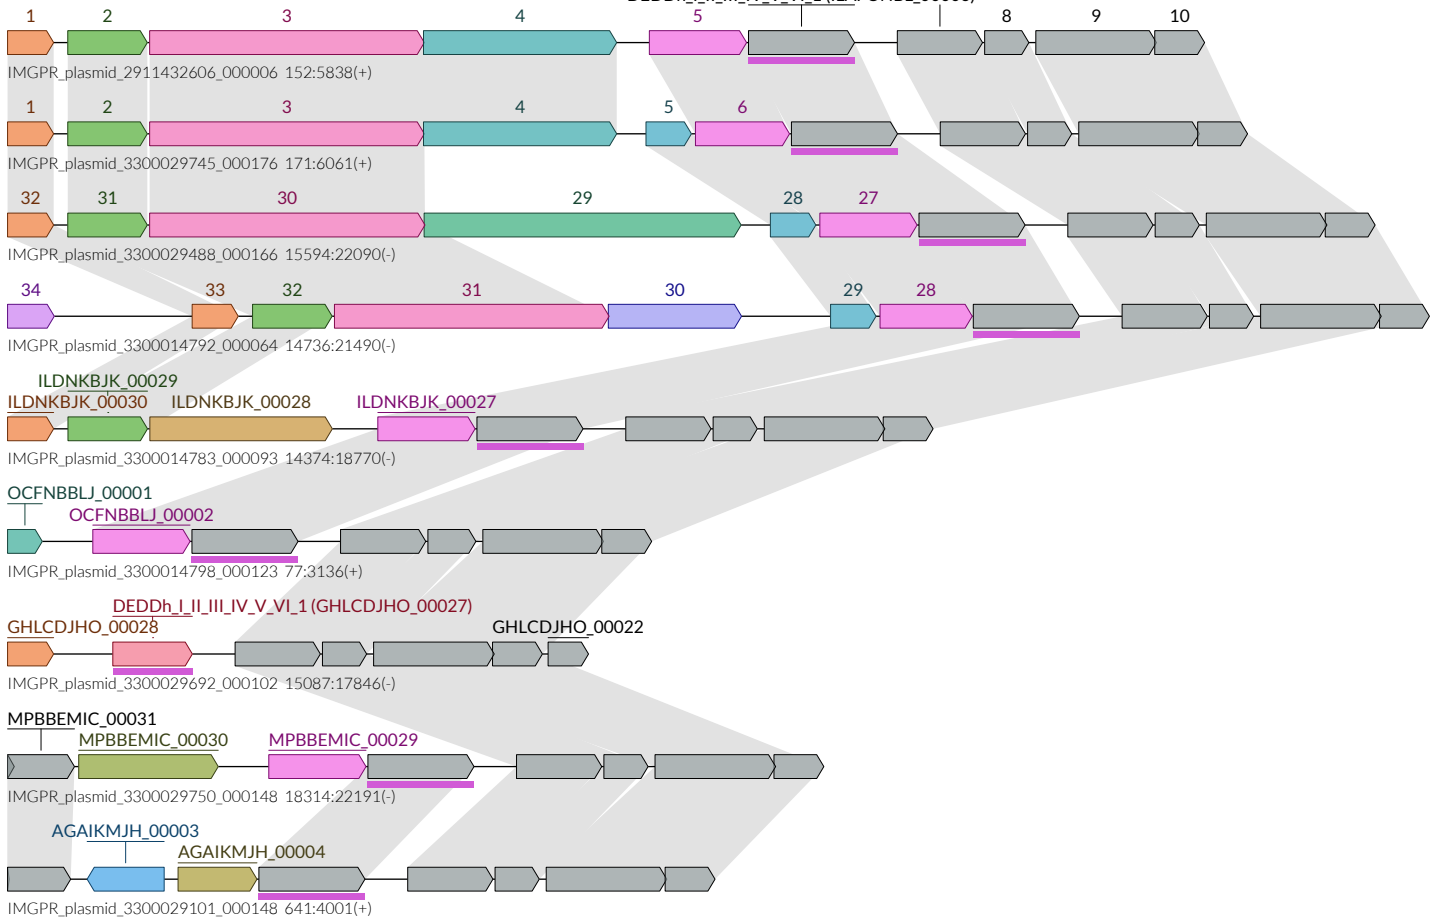 1 2 3 4 5 8 9 10
IMGPR_plasmid_2911432606_000006 152:5838(+)
1 2 3 4 5 6
IMGPR_plasmid_3300029745_000176 171:6061(+)
32 31 30 29 28 27
IMGPR_plasmid_3300029488_000166 15594:22090(-)
34 33 32 31 30 29 28
IMGPR_plasmid_3300014792_000064 14736:21490(-)
ILDNKBJK_00029
ILDNKBJK_00030 ILDNKBJK_00028 ILDNKBJK_00027
IMGPR_plasmid_3300014783_000093 14374:18770(-)
OCFNBBLJ_00001
OCFNBBLJ_00002
IMGPR_plasmid_3300014798_000123 77:3136(+)
DEDDh_I_II_III_IV_V_VI_1 (GHLCDJHO_00027)
GHLCDJHO_00028 GHLCDJHO_00022
IMGPR_plasmid_3300029692_000102 15087:17846(-)
MPBBEMIC_00031
MPBBEMIC_00030 MPBBEMIC_00029
IMGPR_plasmid_3300029750_000148 18314:22191(-)
AGAIKMJH_00003
AGAIKMJH_00004
IMGPR_plasmid_3300029101_000148 641:4001(+)